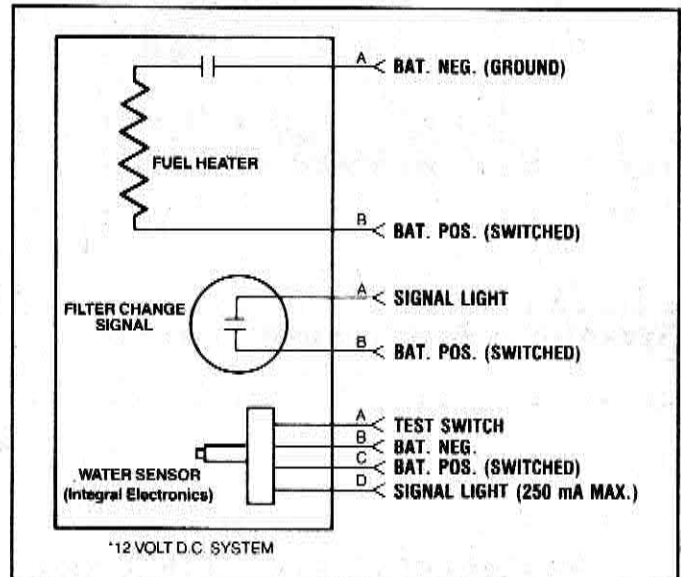 A BAT. NEG. (GROUND)
FUEL HEATER
B BAT. POS. (SWITCHED)
A SIGNAL LIGHT
FILTER CHANGE
SIGNAL
B BAT. POS. (SWITCHED)
A TEST SWITCH
B BAT. NEG.
C BAT. POS. (SWITCHED)
D SIGNAL LIGHT (250 mA MAX.)
WATER SENSOR
(Integral Electronics)
*12 VOLT D.C. SYSTEM